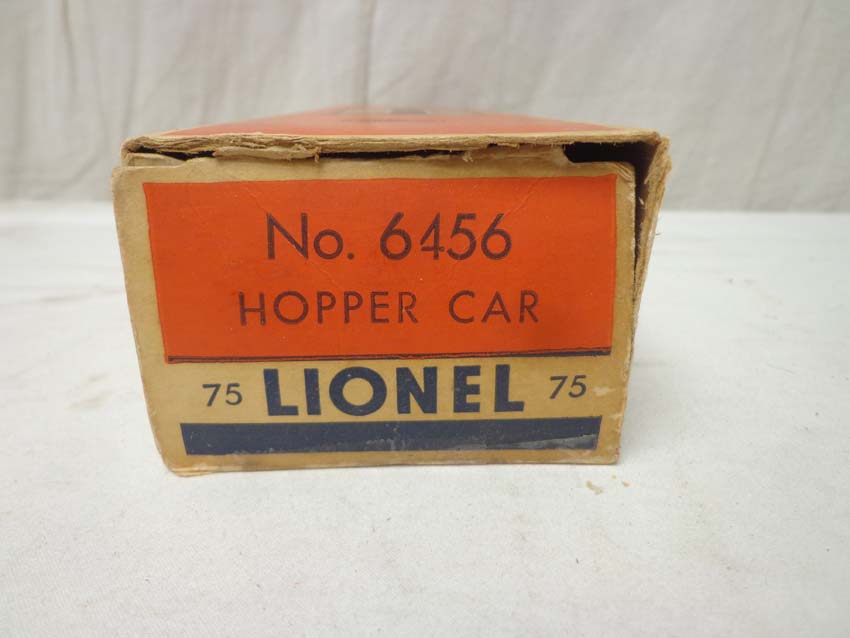 No. 6456
HOPPER CAR
75 LIONEL 75